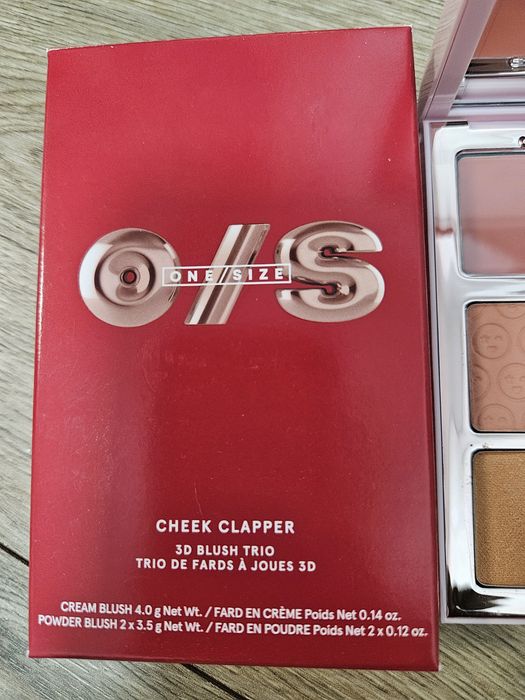 O/S
ONE/SIZE
CHEEK CLAPPER
3D BLUSH TRIO
TRIO DE FARDS À JOUES 3D
CREAM BLUSH 4.0 g Net Wt. / FARD EN CRÈME Poids Net 0.14 oz.
POWDER BLUSH 2 x 3.5 g Net Wt. / FARD EN POUDRE Poids Net 2 x 0.12 oz.